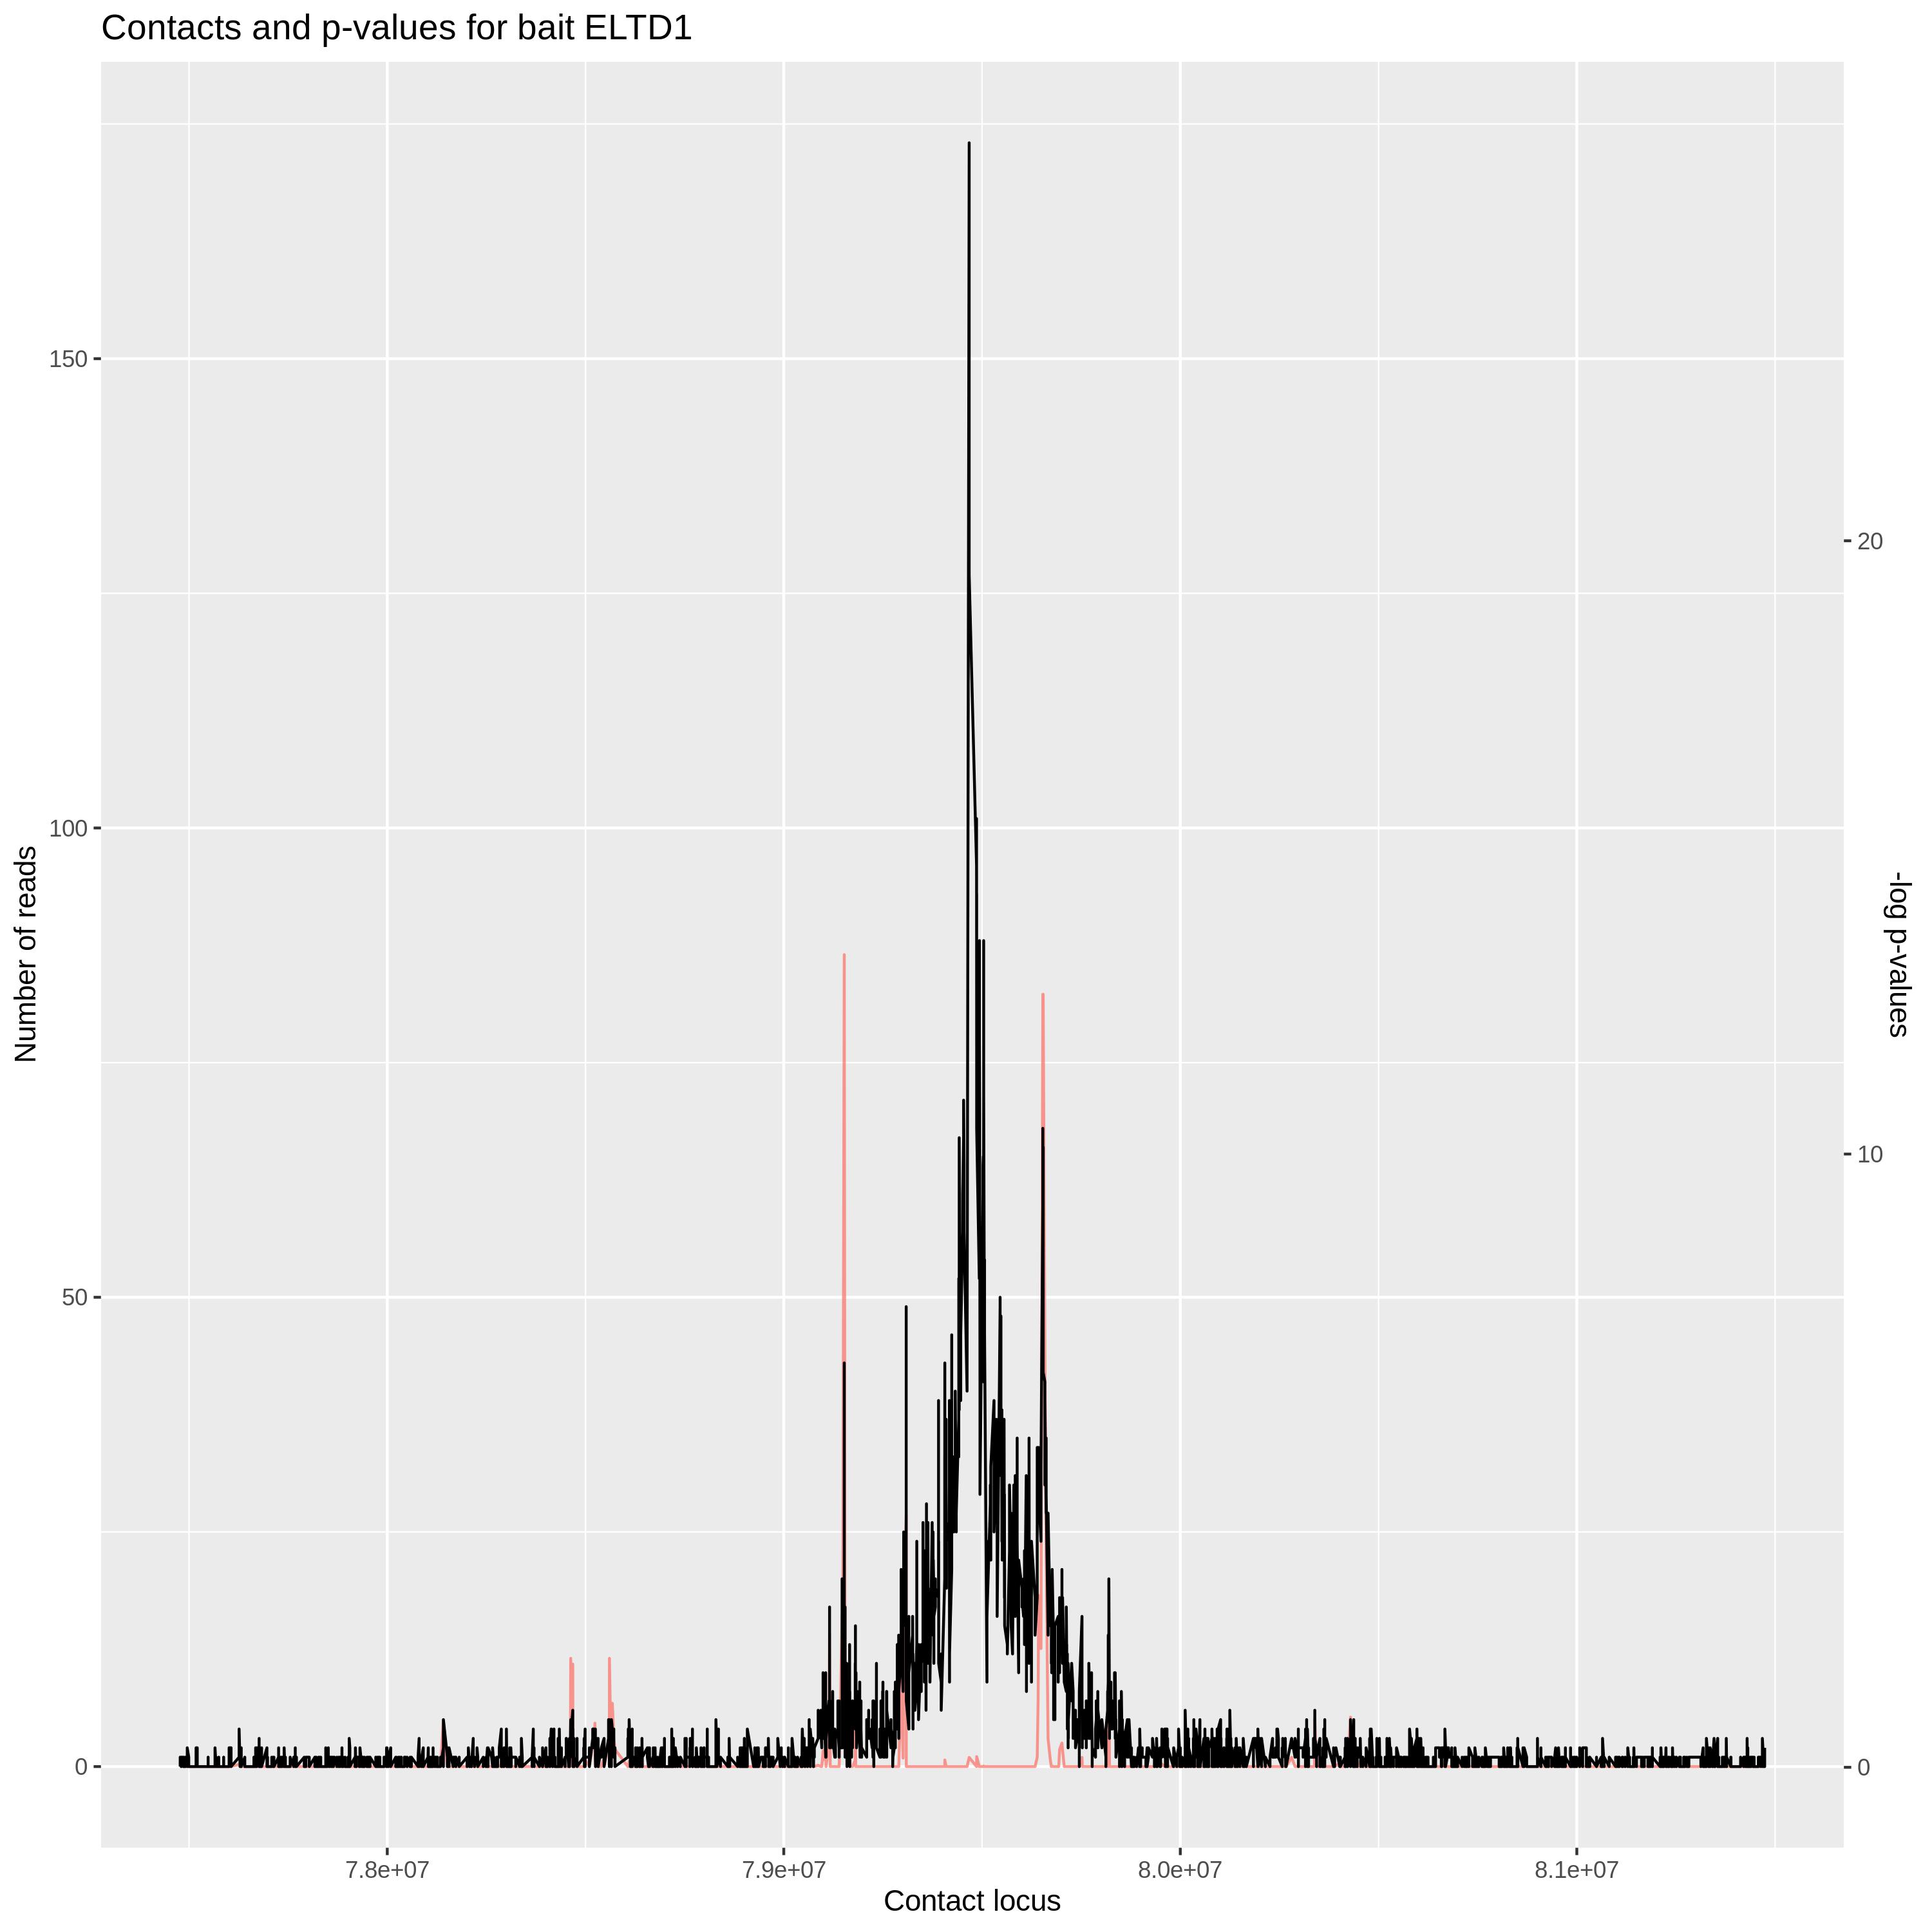 Contacts and p-values for bait ELTD1
150
100
50
0
20
10
0
Number of reads
-log p-values
7.8e+07
7.9e+07
8.0e+07
8.1e+07
Contact locus